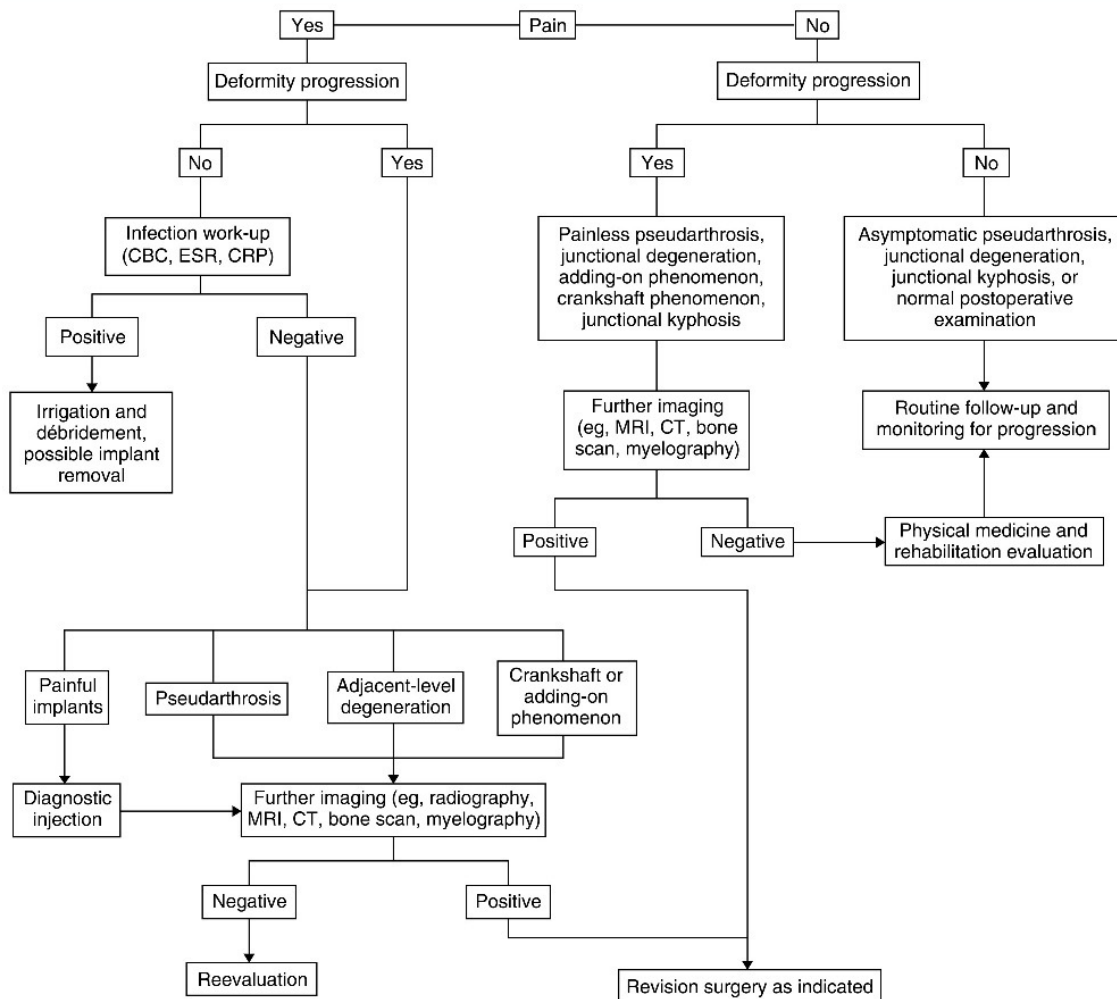 Yes
Pain
No
Deformity progression
Deformity progression
No
Yes
Yes
No
Infection work-up
(CBC, ESR, CRP)
Painless pseudarthrosis,
junctional degeneration,
adding-on phenomenon,
crankshaft phenomenon,
junctional kyphosis
Asymptomatic pseudarthrosis,
junctional degeneration,
junctional kyphosis, or
normal postoperative
examination
Positive
Negative
Irrigation and
débridement,
possible implant
removal
Further imaging
(eg, MRI, CT, bone
scan, myelography)
Routine follow-up and
monitoring for progression
Positive
Negative
Physical medicine and
rehabilitation evaluation
Painful
implants
Pseudarthrosis
Adjacent-level
degeneration
Crankshaft or
adding-on
phenomenon
Diagnostic
injection
Further imaging (eg, radiography,
MRI, CT, bone scan, myelography)
Negative
Positive
Reevaluation
Revision surgery as indicated